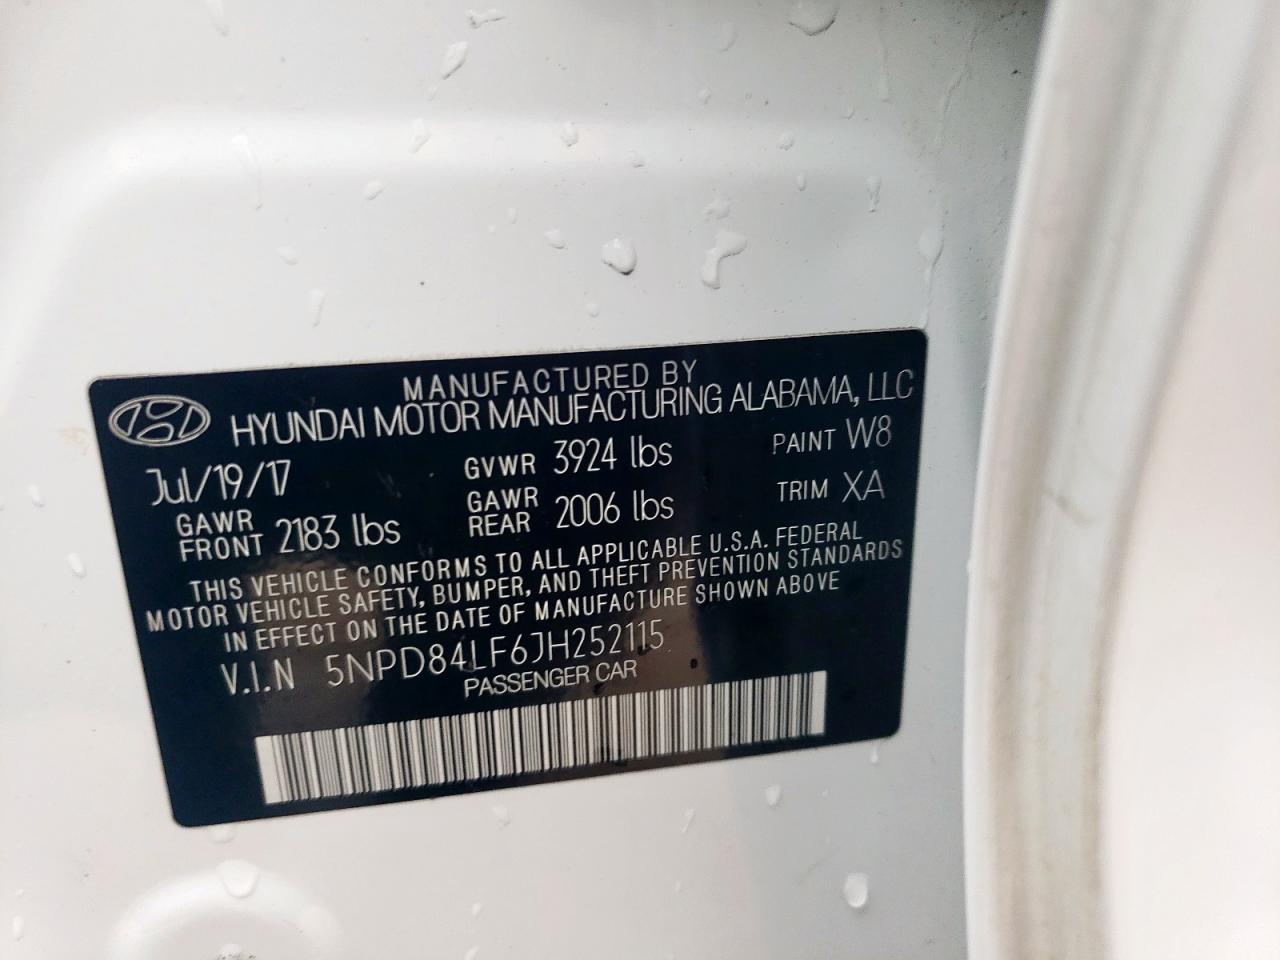 MANUFACTURED BY
HYUNDAI MOTOR MANUFACTURING ALABAMA, LLC
Jul/19/17 GVWR 3924 lbs PAINT W8
GAWR FRONT 2183 lbs GAWR REAR 2006 lbs TRIM XA
THIS VEHICLE CONFORMS TO ALL APPLICABLE U.S.A. FEDERAL
MOTOR VEHICLE SAFETY, BUMPER, AND THEFT PREVENTION STANDARDS
IN EFFECT ON THE DATE OF MANUFACTURE SHOWN ABOVE
V.I.N 5NPD84LF6JH252115
PASSENGER CAR